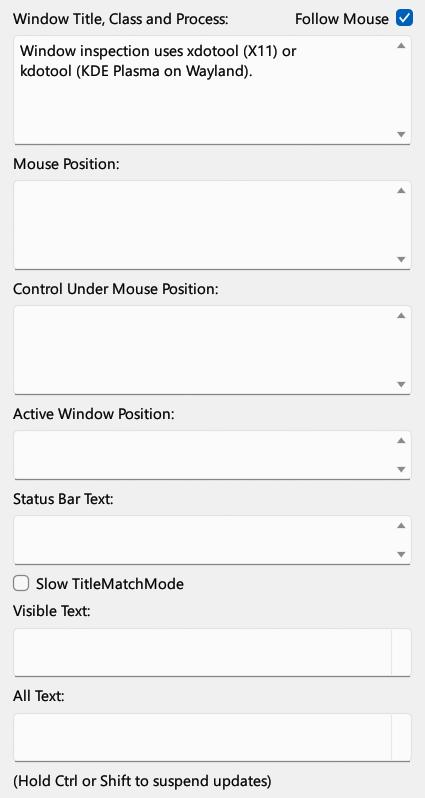 Window Title, Class and Process: Follow Mouse
Window inspection uses xdotool (X11) or
kdotool (KDE Plasma on Wayland).
Mouse Position:
Control Under Mouse Position:
Active Window Position:
Status Bar Text:
Slow TitleMatchMode
Visible Text:
All Text:
(Hold Ctrl or Shift to suspend updates)